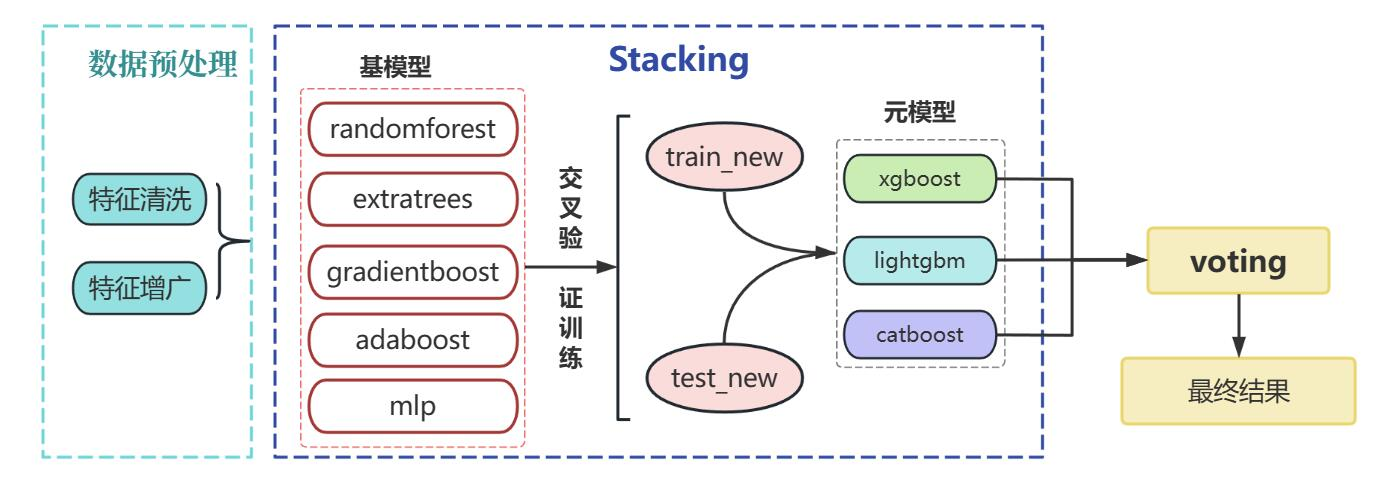 数据预处理
特征清洗
特征增广
Stacking
基模型
randomforest
extratrees
gradientboost
adaboost
mlp
交叉验证训练
train_new
test_new
元模型
xgboost
lightgbm
catboost
voting
最终结果